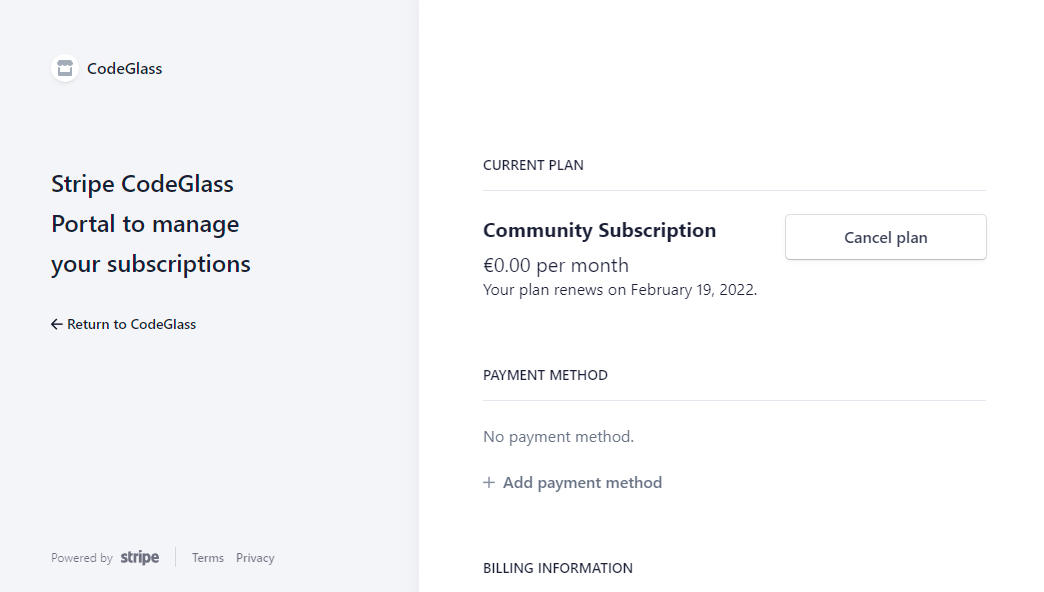 CodeGlass
Stripe CodeGlass
Portal to manage
your subscriptions
← Return to CodeGlass
Powered by stripe
Terms
Privacy
CURRENT PLAN
Community Subscription
Cancel plan
€0.00 per month
Your plan renews on February 19, 2022.
PAYMENT METHOD
No payment method.
+ Add payment method
BILLING INFORMATION